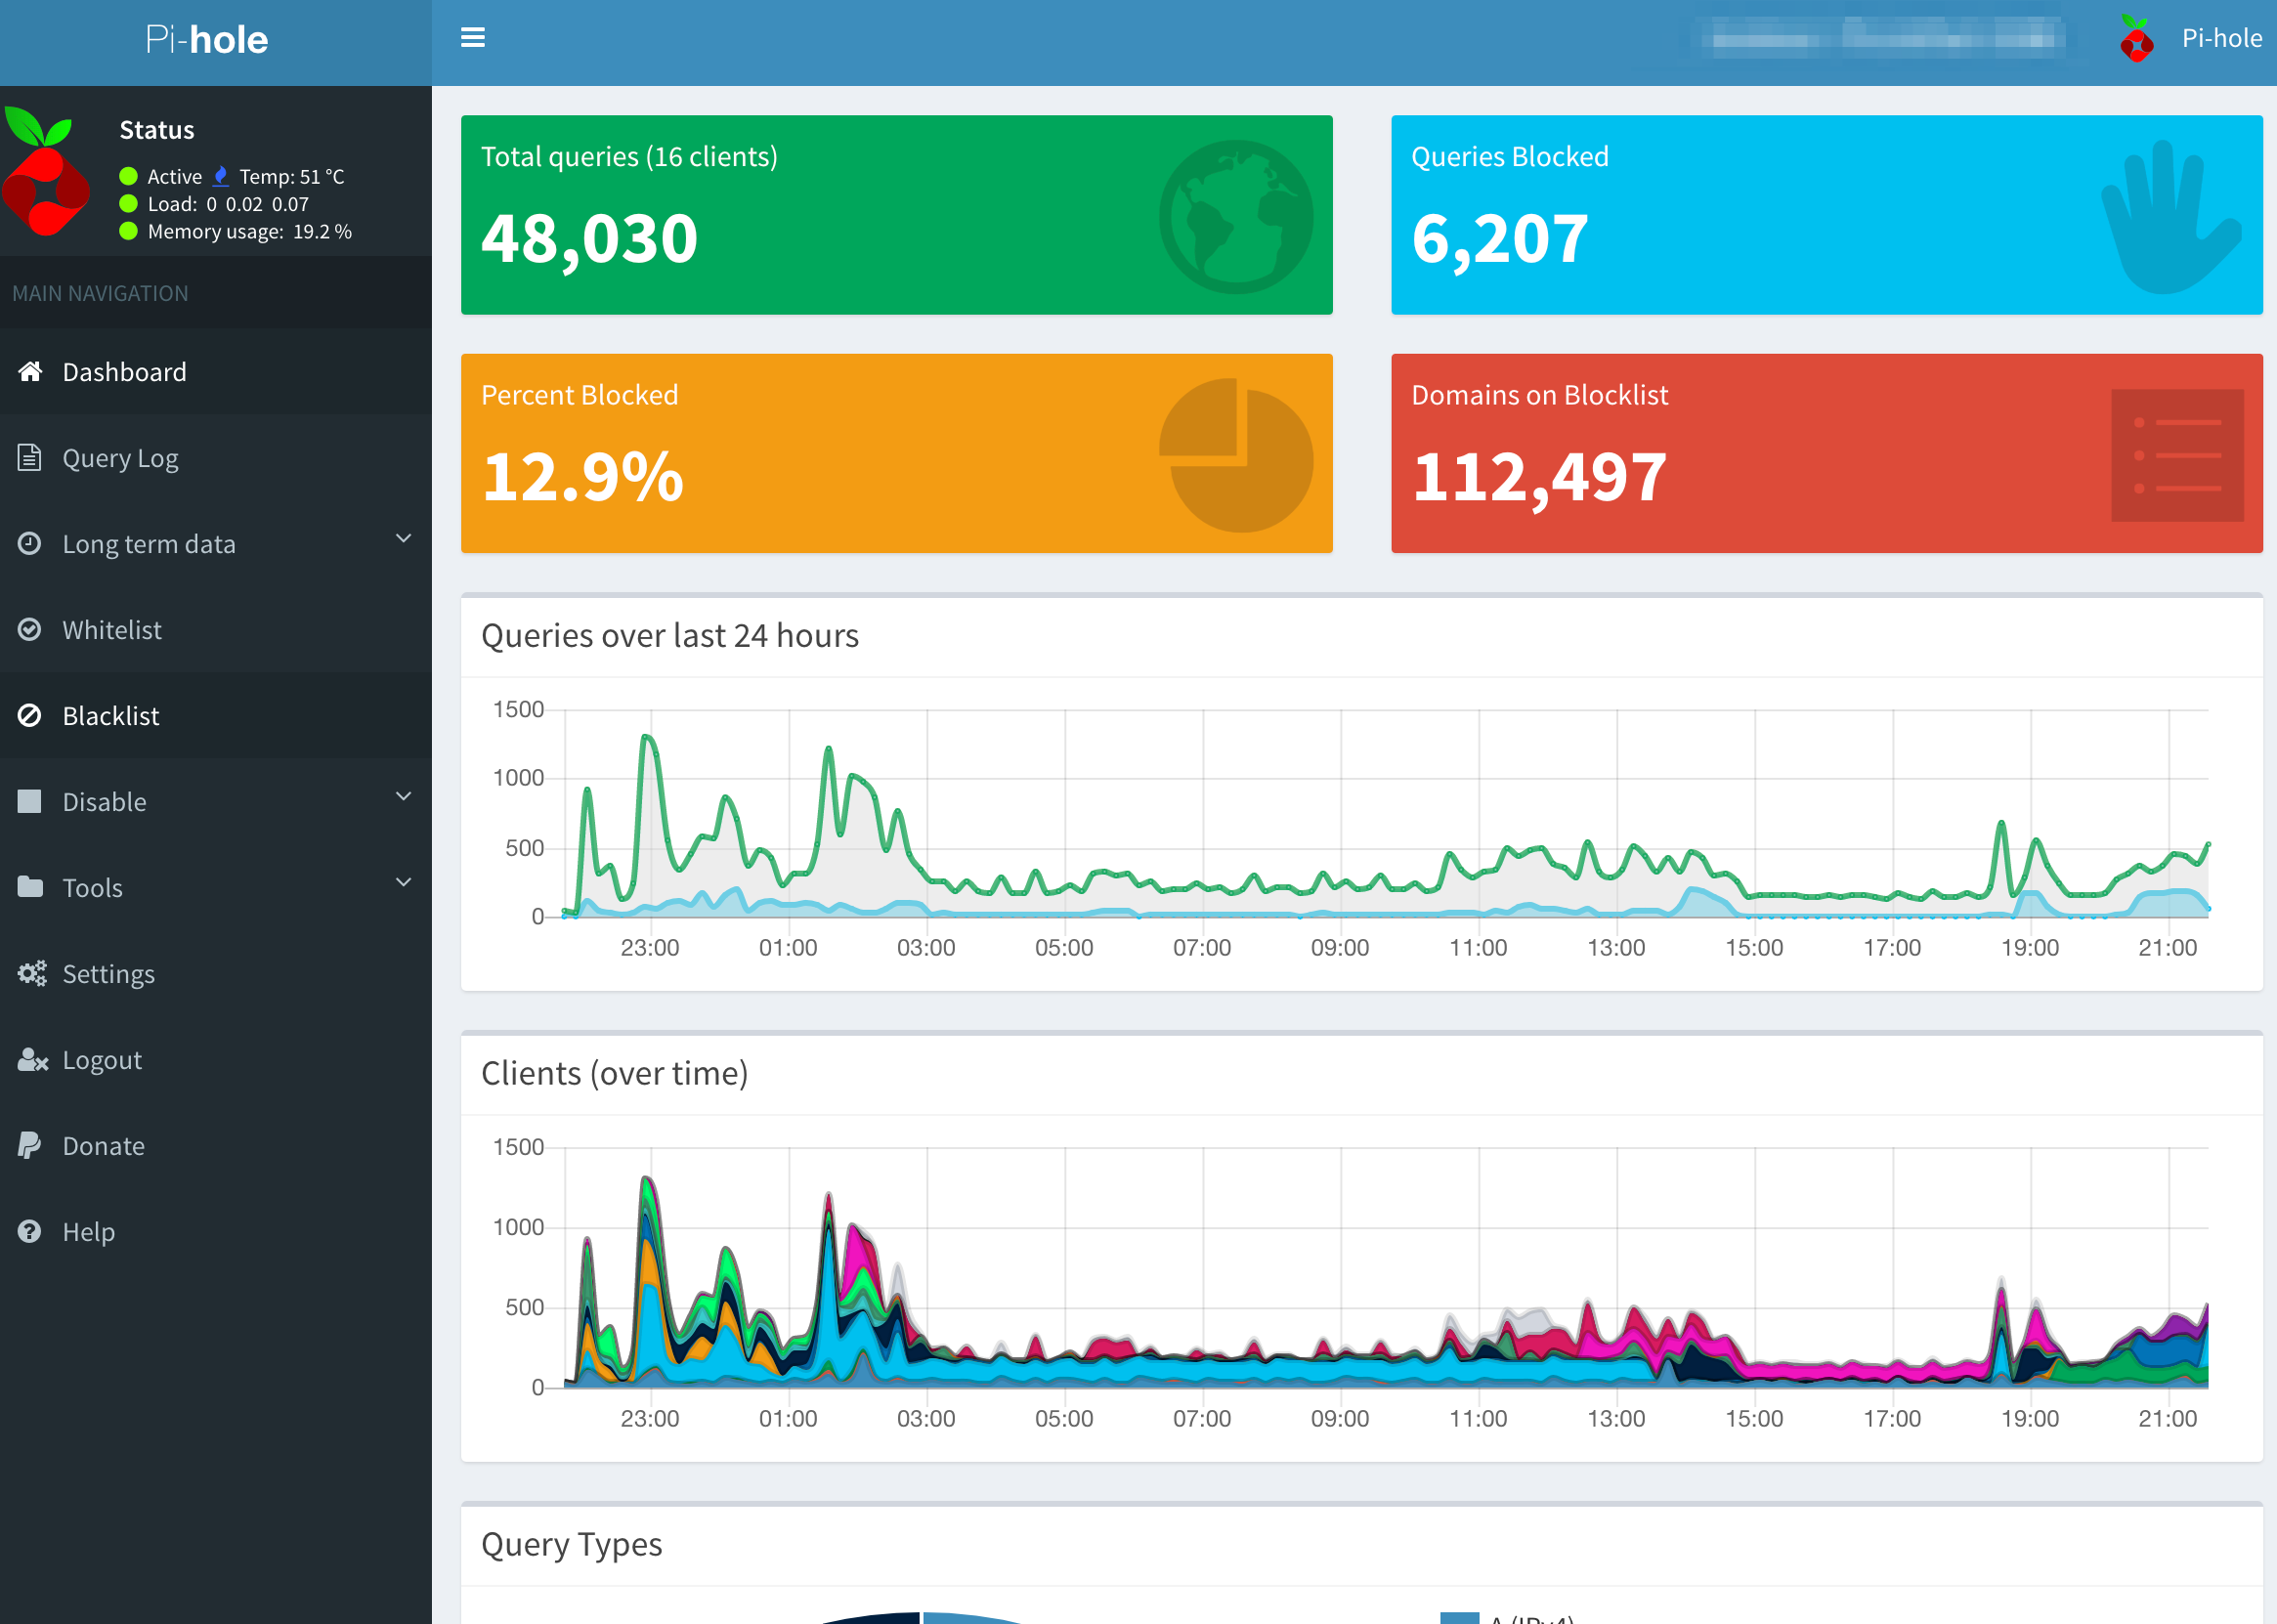 Pi-hole
Pi-hole
Status
Active Temp: 51 °C
Load: 0 0.02 0.07
Memory usage: 19.2 %
MAIN NAVIGATION
Dashboard
Query Log
Long term data
Whitelist
Blacklist
Disable
Tools
Settings
Logout
Donate
Help
Total queries (16 clients)
48,030
Queries Blocked
6,207
Percent Blocked
12.9%
Domains on Blocklist
112,497
Queries over last 24 hours
1500
1000
500
0
23:00 01:00 03:00 05:00 07:00 09:00 11:00 13:00 15:00 17:00 19:00 21:00
Clients (over time)
1500
1000
500
0
23:00 01:00 03:00 05:00 07:00 09:00 11:00 13:00 15:00 17:00 19:00 21:00
Query Types
A (IPv4)